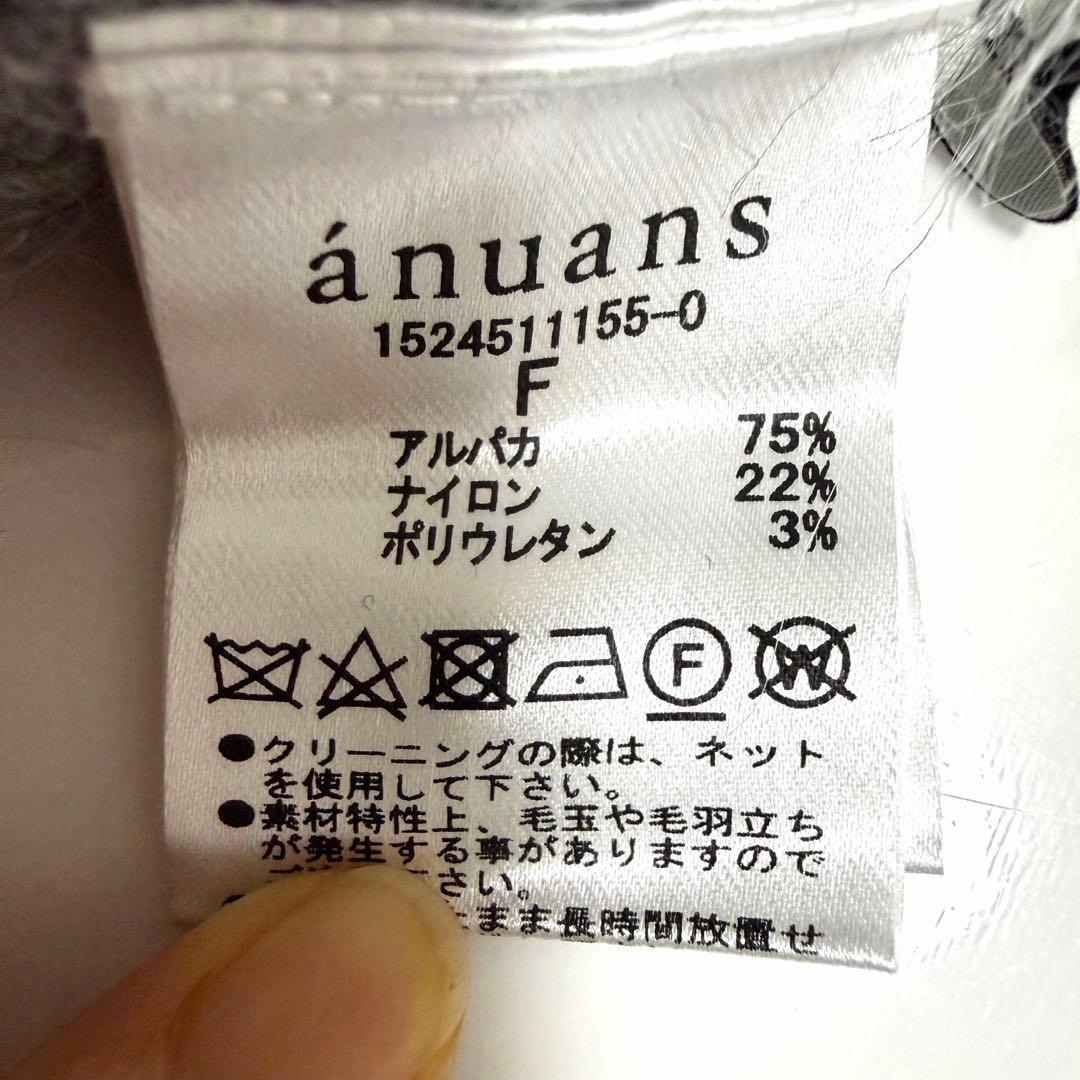 ánuans
1524511155-0
F
アルパカ 75%
ナイロン 22%
ポリウレタン 3%
F
W
●クリーニングの際は、ネット
を使用して下さい。
●素材特性上、毛玉や毛羽立ち
が発生する事がありますので
さい。
まま長時間放置せ